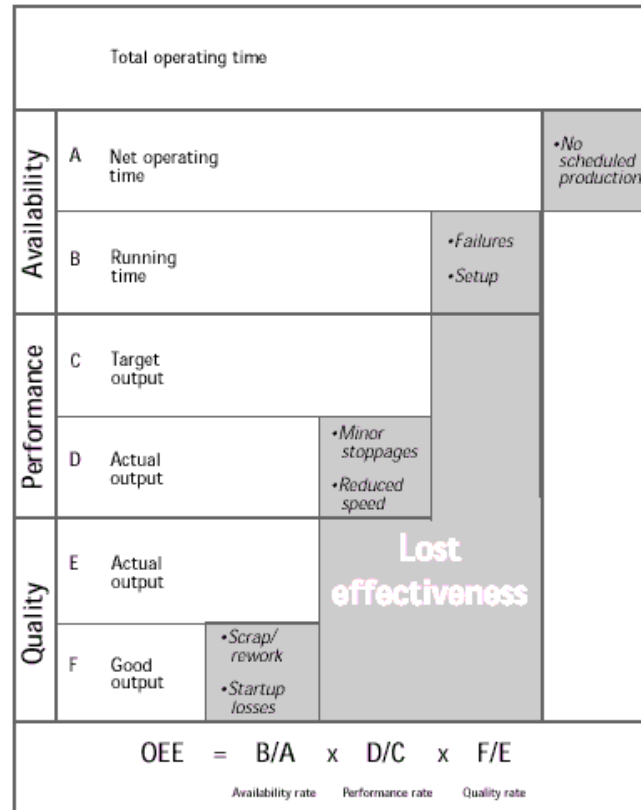 Total operating time
Availability
A Net operating
time
•No
scheduled
production
B Running
time
•Failures
•Setup
Performance
C Target
output
D Actual
output
•Minor
stoppages
•Reduced
speed
Quality
E Actual
output
Lost
effectiveness
F Good
output
•Scrap/
rework
•Startup
losses
OEE = B/A x D/C x F/E
Availability rate Performance rate Quality rate